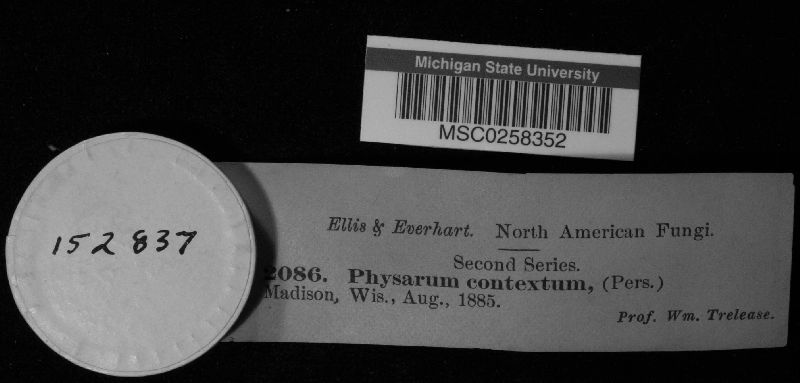 Michigan State University
MSC0258352
152837
Ellis & Everhart. North American Fungi.
Second Series.
2086. Physarum contextum, (Pers.)
Madison, Wis., Aug., 1885.
Prof. Wm. Trelease.